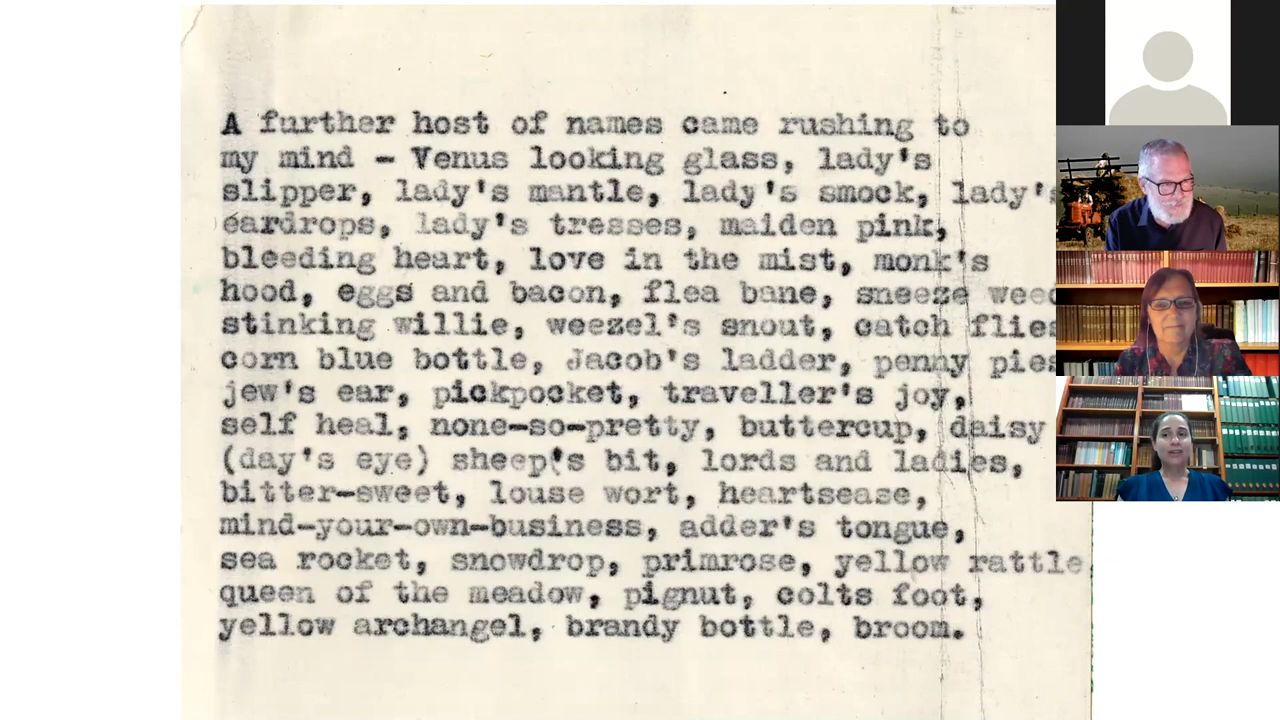 A further host of names came rushing to
my mind - Venus looking glass, lady's
slipper, lady's mantle, lady's smock, lady's
eardrops, lady's tresses, maiden pink,
bleeding heart, love in the mist, monk's
hood, eggs and bacon, flea bane, sneeze weed
stinking willie, weezel's snout, catch flies
corn blue bottle, Jacob's ladder, penny pies
jew's ear, pickpocket, traveller's joy,
self heal, none-so-pretty, buttercup, daisy
(day's eye) sheep's bit, lords and ladies,
bitter-sweet, louse wort, heartsease,
mind-your-own-business, adder's tongue,
sea rocket, snowdrop, primrose, yellow rattle
queen of the meadow, pignut, colts foot,
yellow archangel, brandy bottle, broom.